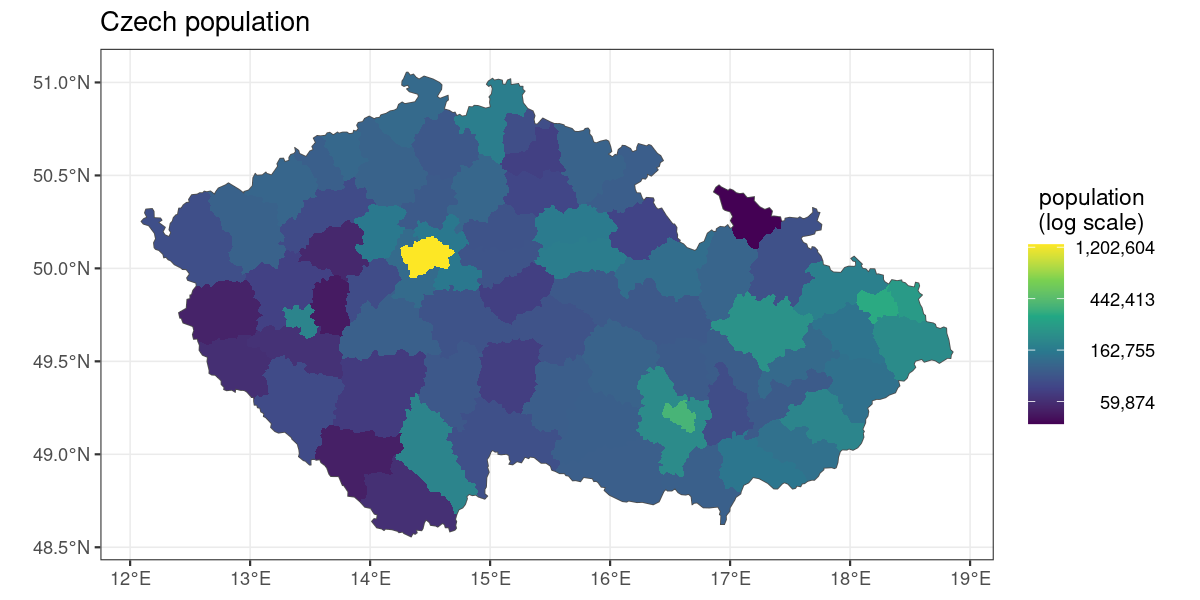 Czech population
51.0°N
50.5°N
50.0°N
49.5°N
49.0°N
48.5°N
12°E 13°E 14°E 15°E 16°E 17°E 18°E 19°E
population
(log scale)
1,202,604
442,413
162,755
59,874